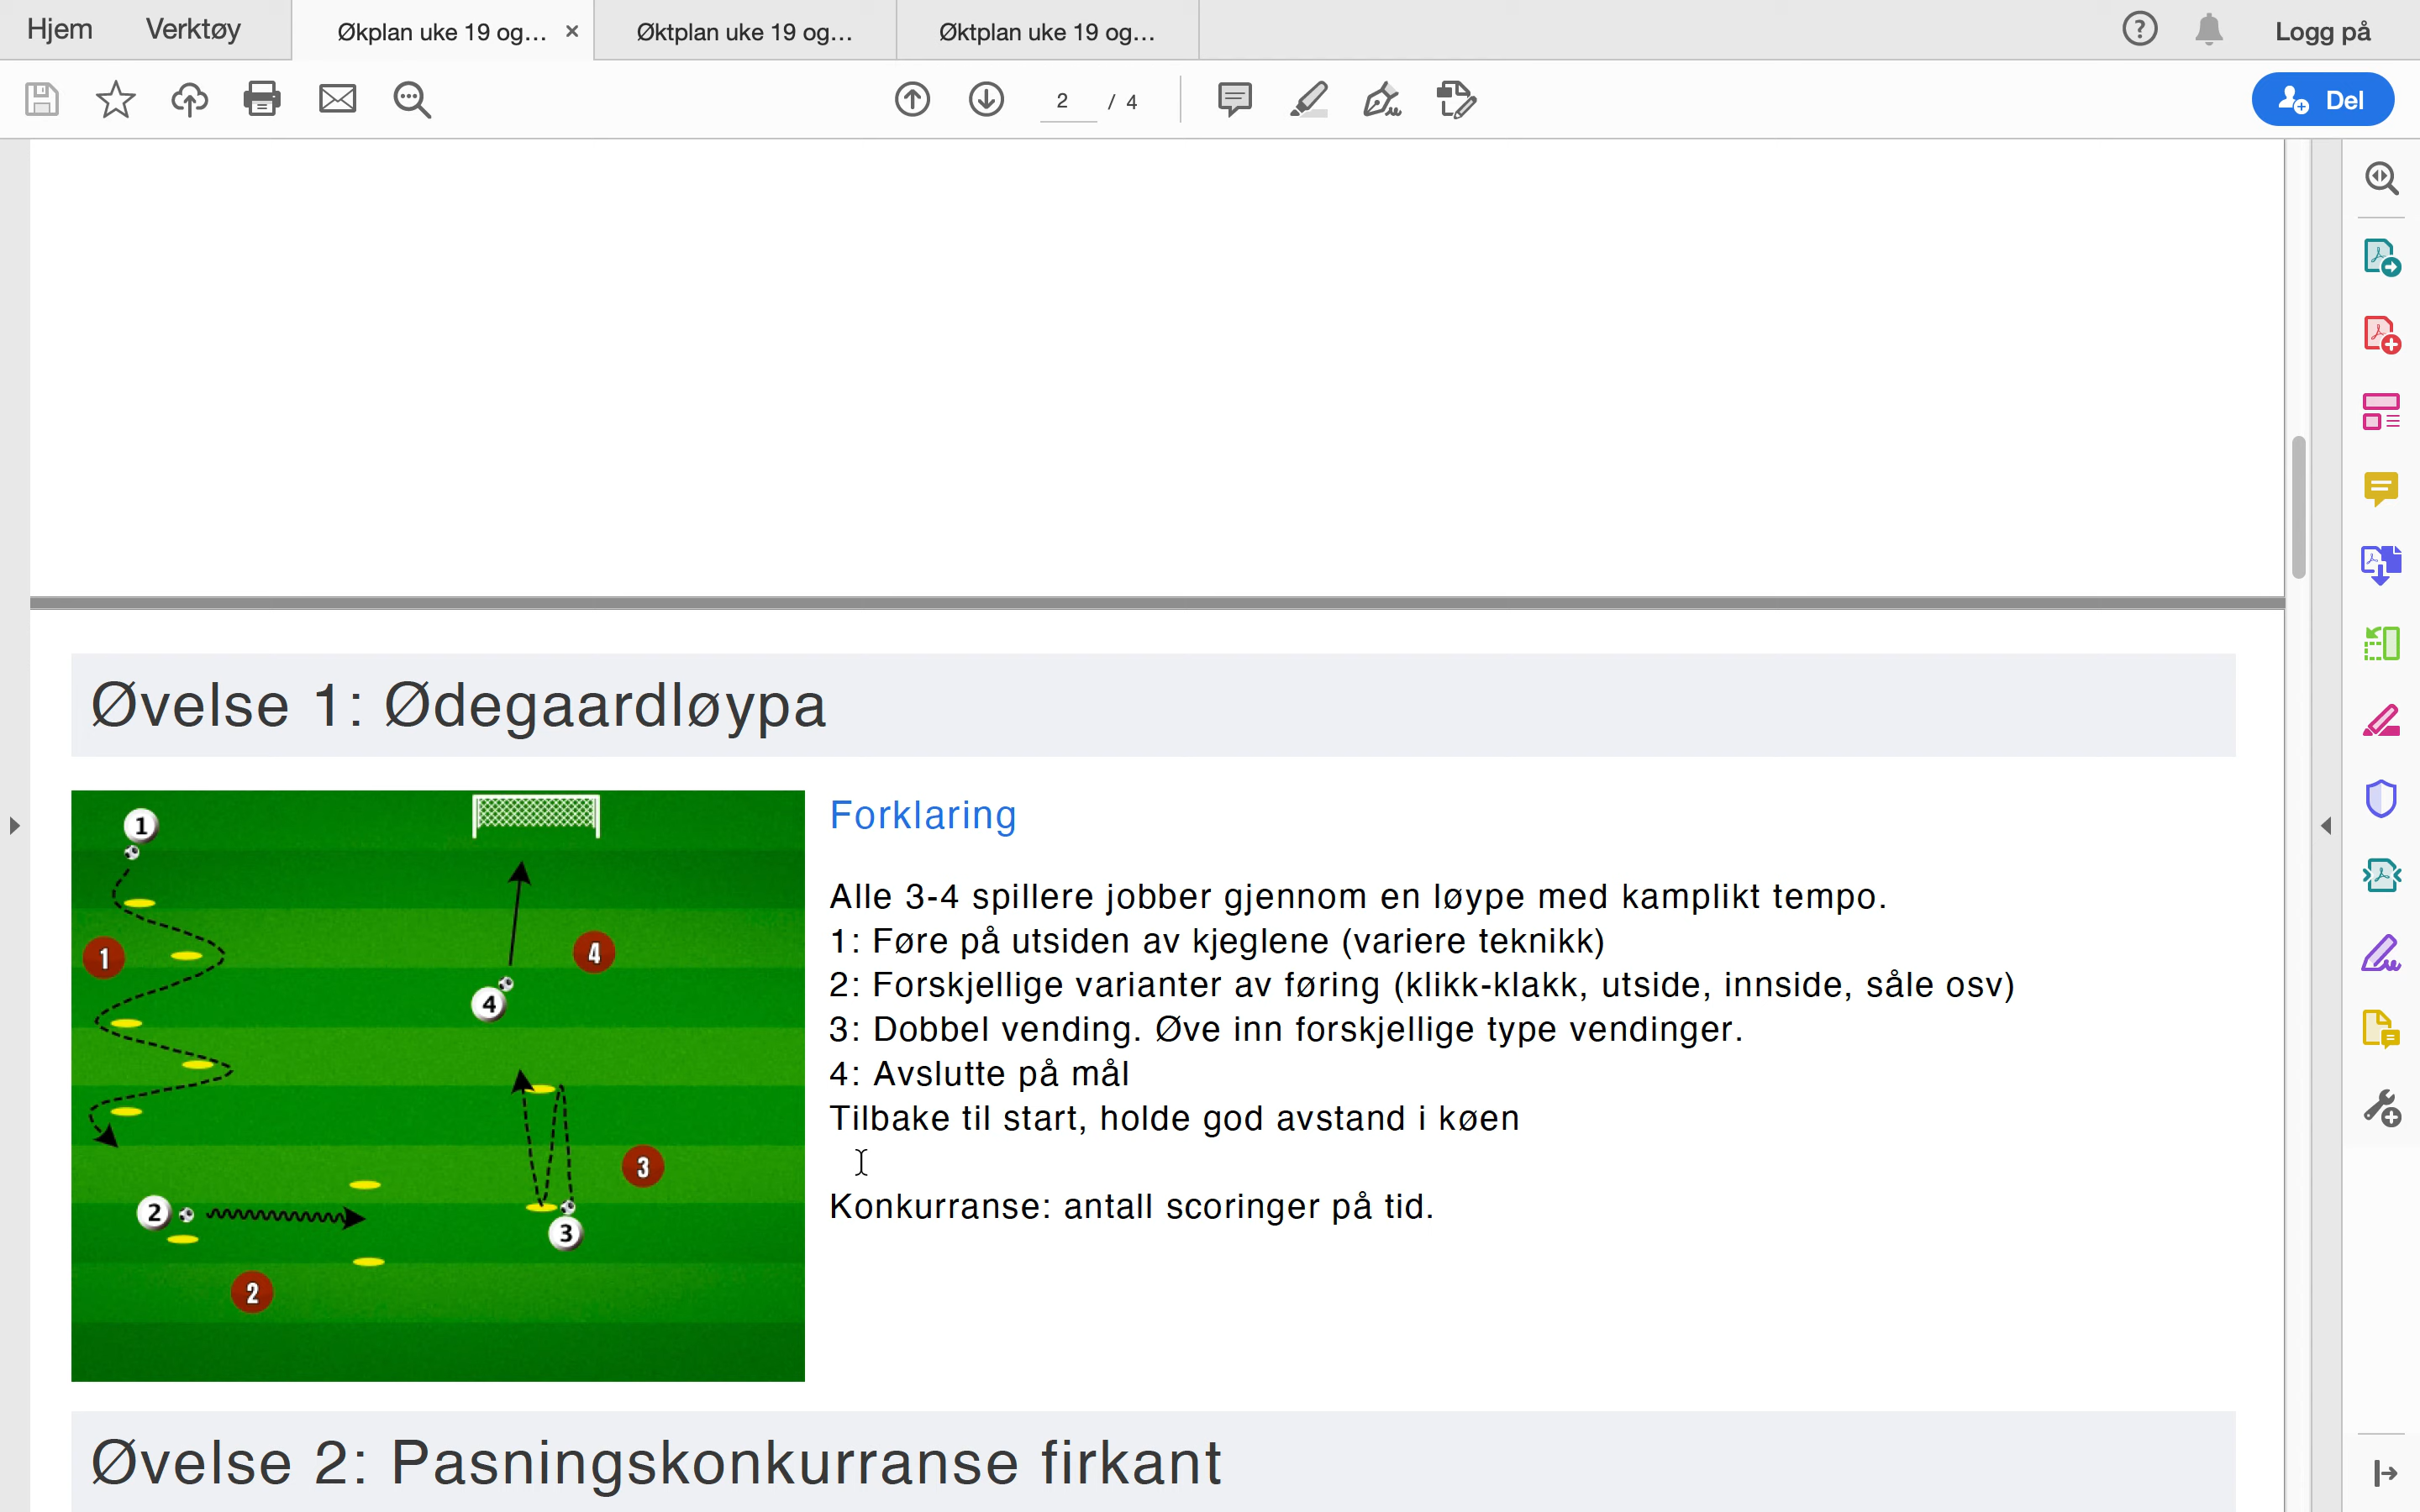 Hjem Verktøy Økplan uke 19 og... × Øktplan uke 19 og... Øktplan uke 19 og... Logg på
2 / 4 Del
Øvelse 1: Ødegaardløypa
Forklaring
Alle 3-4 spillere jobber gjennom en løype med kamplikt tempo.
1: Føre på utsiden av kjeglene (variere teknikk)
2: Forskjellige varianter av føring (klikk-klakk, utside, innside, såle osv)
3: Dobbel vending. Øve inn forskjellige type vendinger.
4: Avslutte på mål
Tilbake til start, holde god avstand i køen
Konkurranse: antall scoringer på tid.
1
1
4
4
3
2
3
2
Øvelse 2: Pasningskonkurranse firkant